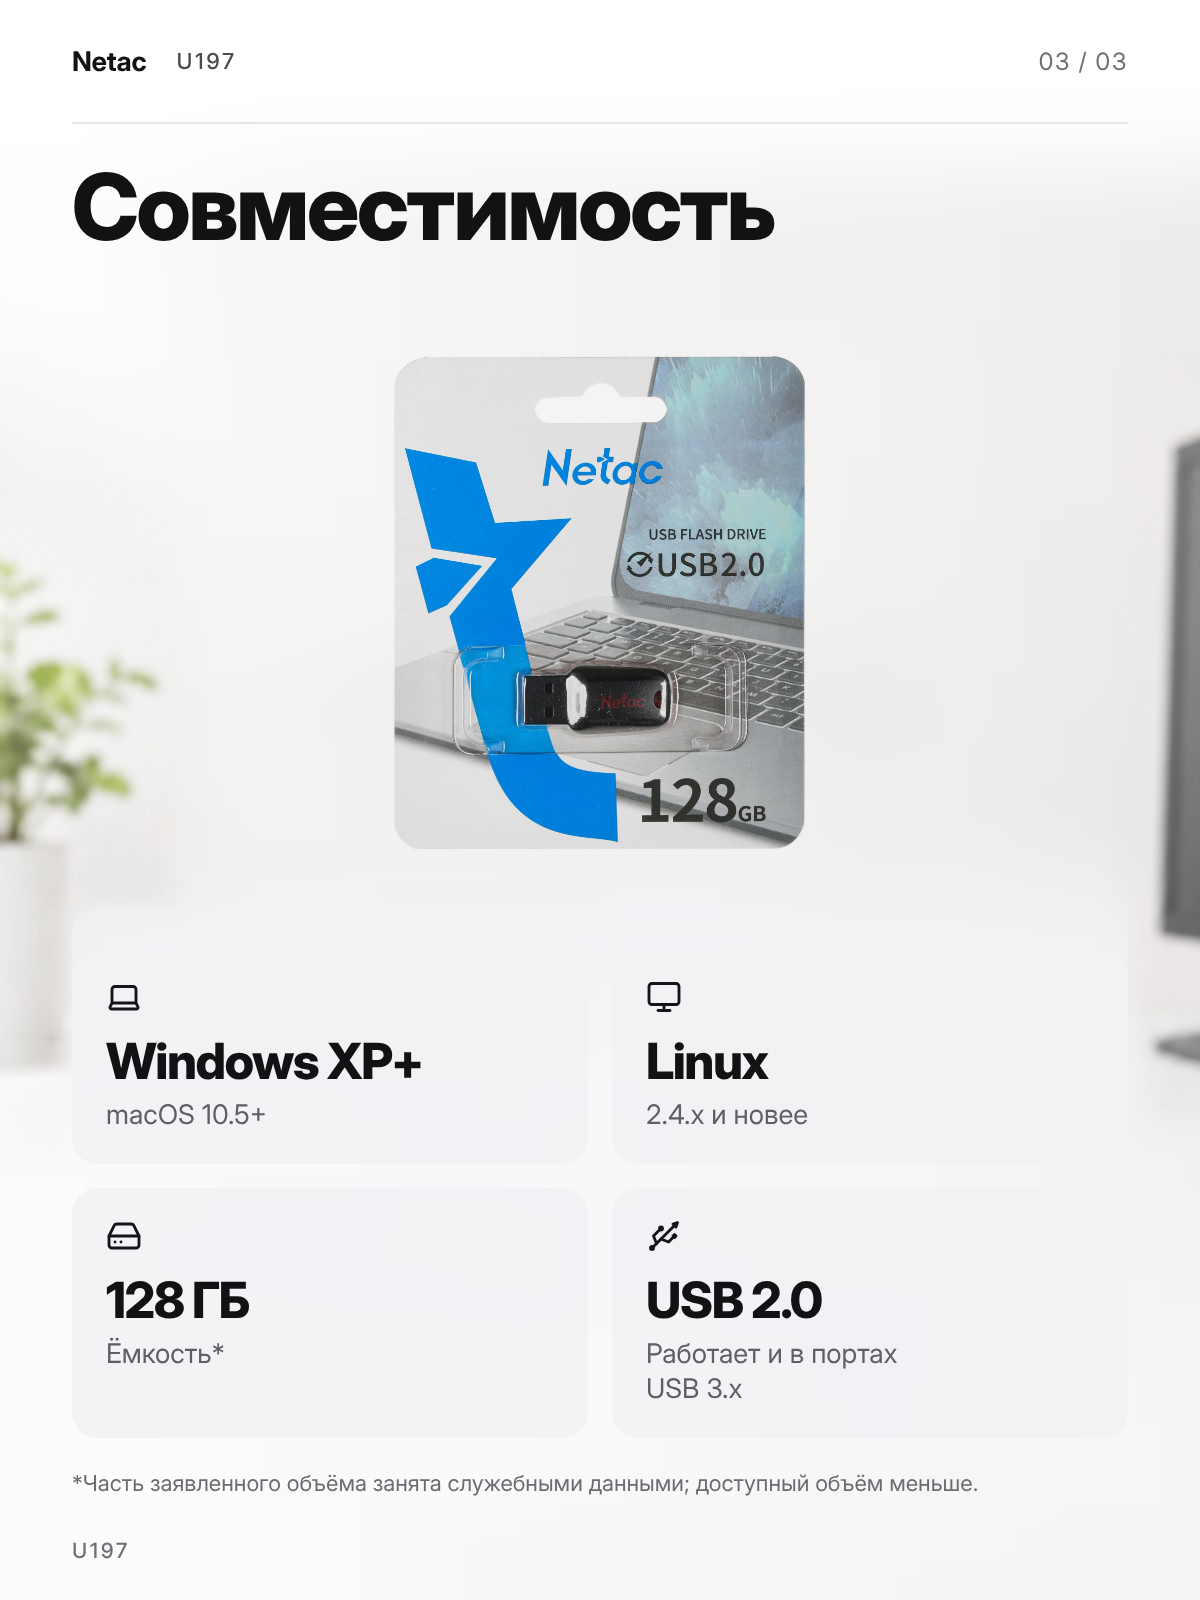 Netac U197 03 / 03
Совместимость
Netac
USB FLASH DRIVE
USB2.0
Netac
128GB
Windows XP+
macOS 10.5+
Linux
2.4.x и новее
128 ГБ
Ёмкость*
USB 2.0
Работает и в портах
USB 3.x
*Часть заявленного объёма занята служебными данными; доступный объём меньше.
U197